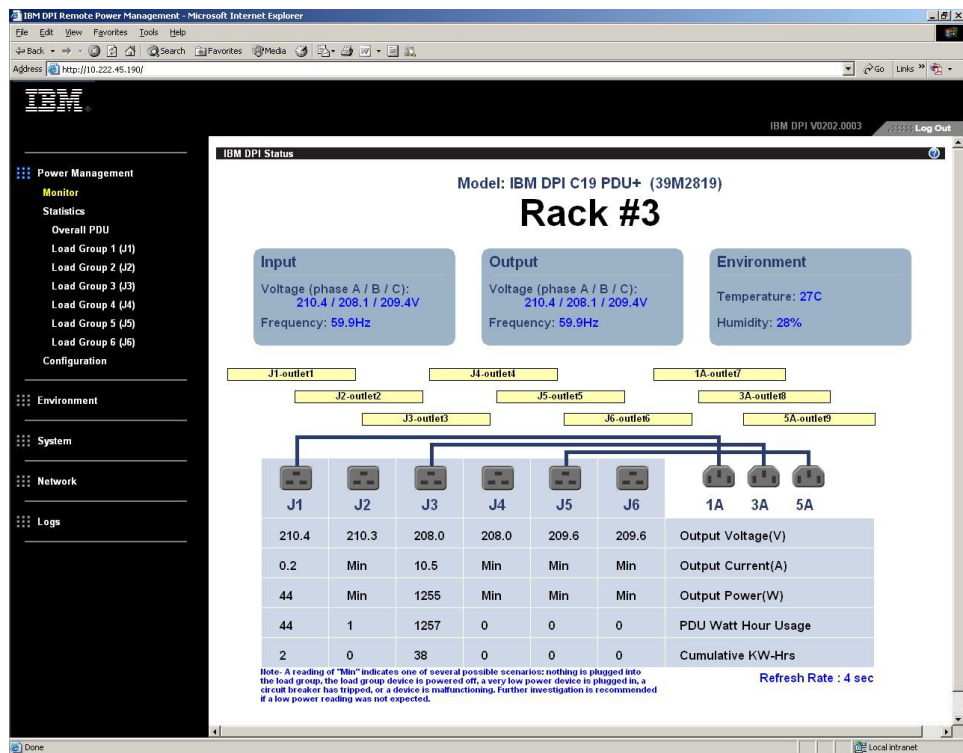 IBM DPI Remote Power Management - Microsoft Internet Explorer
File Edit View Favorites Tools Help
Back Search Favorites Media
Address http://10.222.45.190/ Go Links »
IBM®
IBM DPI V0202.0003 Log Out
IBM DPI Status
Power Management
Monitor
Statistics
Overall PDU
Load Group 1 (J1)
Load Group 2 (J2)
Load Group 3 (J3)
Load Group 4 (J4)
Load Group 5 (J5)
Load Group 6 (J6)
Configuration
Environment
System
Network
Logs
Model: IBM DPI C19 PDU+ (39M2819)
Rack #3
Input
Voltage (phase A / B / C):
210.4 / 208.1 / 209.4V
Frequency: 59.9Hz
Output
Voltage (phase A / B / C):
210.4 / 208.1 / 209.4V
Frequency: 59.9Hz
Environment
Temperature: 27C
Humidity: 28%
J1-outlet1 J4-outlet4 1A-outlet7
J2-outlet2 J5-outlet5 3A-outlet8
J3-outlet3 J6-outlet6 5A-outlet9
J1 J2 J3 J4 J5 J6 1A 3A 5A
210.4 210.3 208.0 208.0 209.6 209.6 Output Voltage(V)
0.2 Min 10.5 Min Min Min Output Current(A)
44 Min 1255 Min Min Min Output Power(W)
44 1 1257 0 0 0 PDU Watt Hour Usage
2 0 38 0 0 0 Cumulative KW-Hrs
Note- A reading of "Min" indicates one of several possible scenarios: nothing is plugged into
the load group, the load group device is powered off, a very low power device is plugged in, a
circuit breaker has tripped, or a device is malfunctioning. Further investigation is recommended
if a low power reading was not expected.
Refresh Rate : 4 sec
Done Local intranet